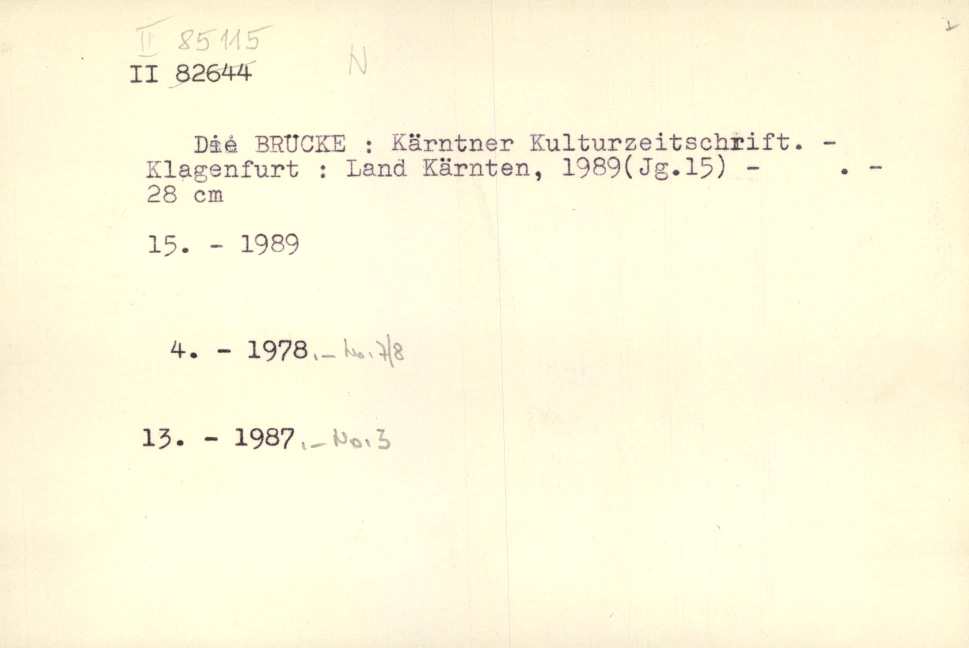 II 85115
II 82644 N
Die BRÜCKE : Kärntner Kulturzeitschrift. -
Klagenfurt : Land Kärnten, 1989(Jg.15) - . -
28 cm
15. - 1989
4. - 1978.- No. 7/8
13. - 1987.- No. 3